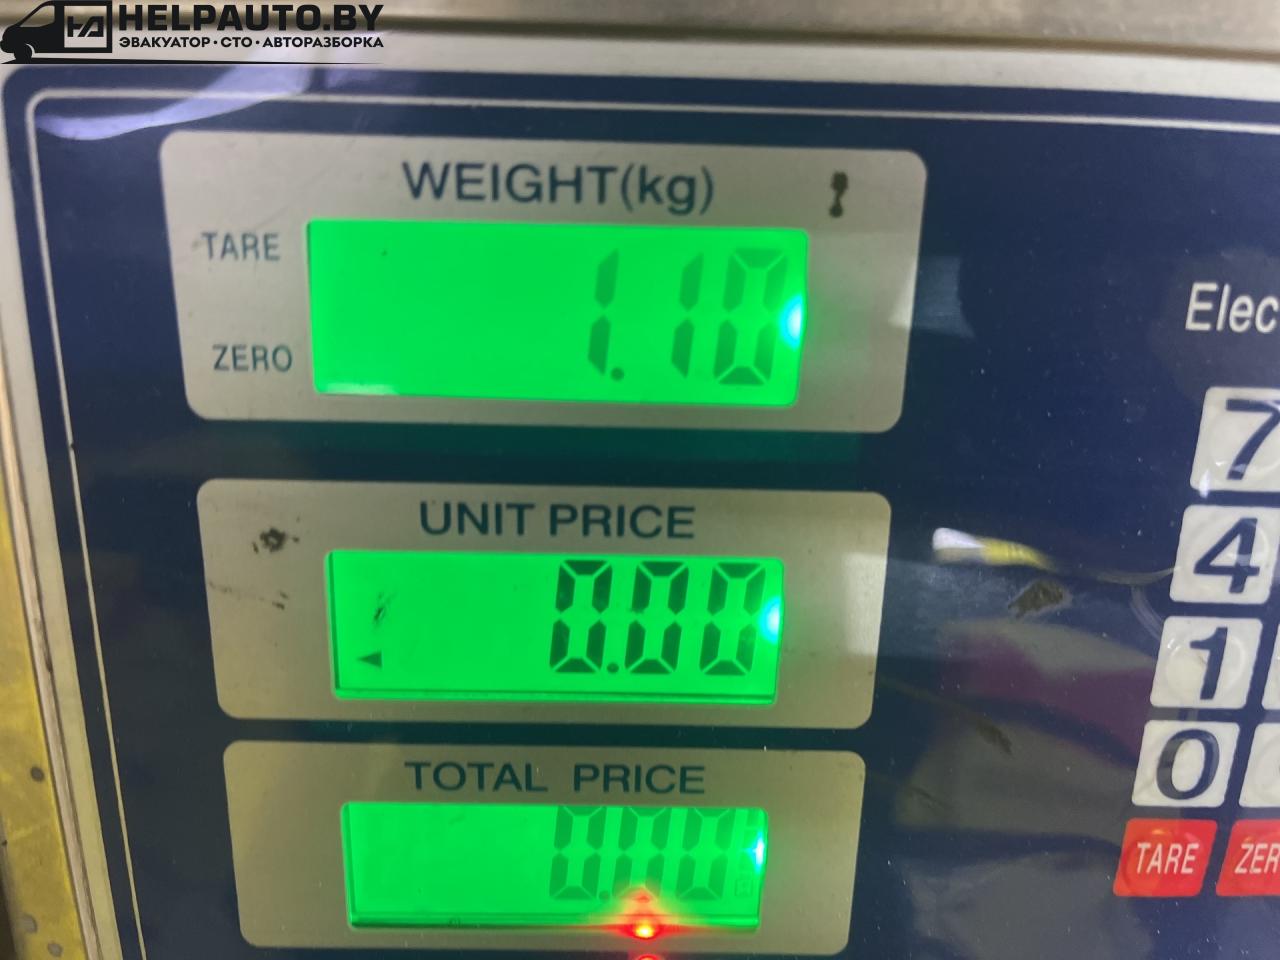 HELPAUTO.BY
ЭВАКУАТОР · СТО · АВТОРАЗБОРКА
WEIGHT(kg)
TARE
1.10
ZERO
Elec
7
UNIT PRICE
4
0.00
1
0
TOTAL PRICE
0.00
TARE
ZER